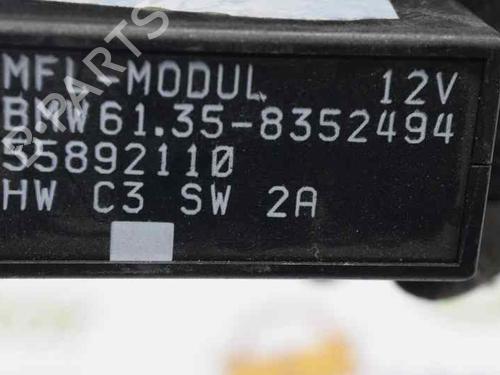 MFL-MODUL 12V
BMW61.35-8352494
55892110
HW C3 SW 2A